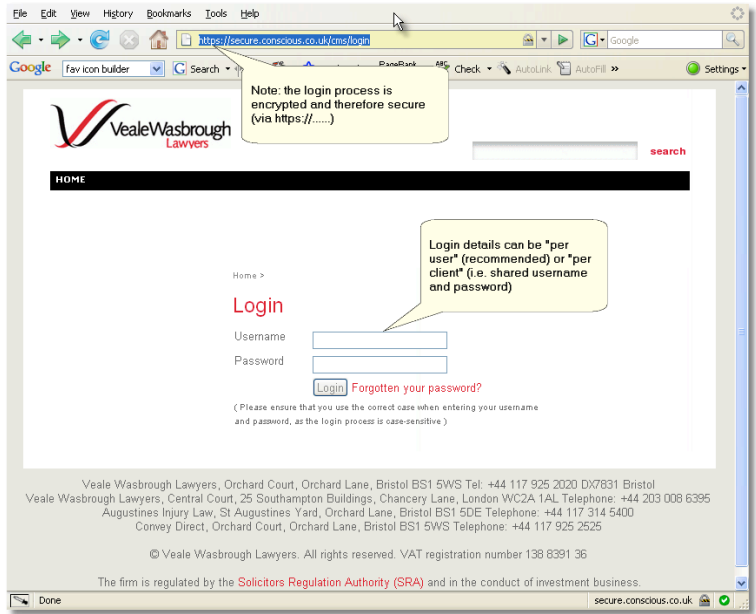 File Edit View History Bookmarks Tools Help
https://secure.conscious.co.uk/cms/login
G Google
Google fav icon builder G Search PageRank ABC Check AutoLink AutoFill » Settings
Note: the login process is
encrypted and therefore secure
(via https://......)
VealeWasbrough
Lawyers
search
HOME
Login details can be "per
user" (recommended) or "per
client" (i.e. shared username
and password)
Home >
Login
Username
Password
Login Forgotten your password?
( Please ensure that you use the correct case when entering your username
and password, as the login process is case-sensitive )
Veale Wasbrough Lawyers, Orchard Court, Orchard Lane, Bristol BS1 5WS Tel: +44 117 925 2020 DX7831 Bristol
Veale Wasbrough Lawyers, Central Court, 25 Southampton Buildings, Chancery Lane, London WC2A 1AL Telephone: +44 203 008 6395
Augustines Injury Law, St Augustines Yard, Orchard Lane, Bristol BS1 5DE Telephone: +44 117 314 5400
Convey Direct, Orchard Court, Orchard Lane, Bristol BS1 5WS Telephone: +44 117 925 2525
© Veale Wasbrough Lawyers. All rights reserved. VAT registration number 138 8391 36
The firm is regulated by the Solicitors Regulation Authority (SRA) and in the conduct of investment business.
Done secure.conscious.co.uk